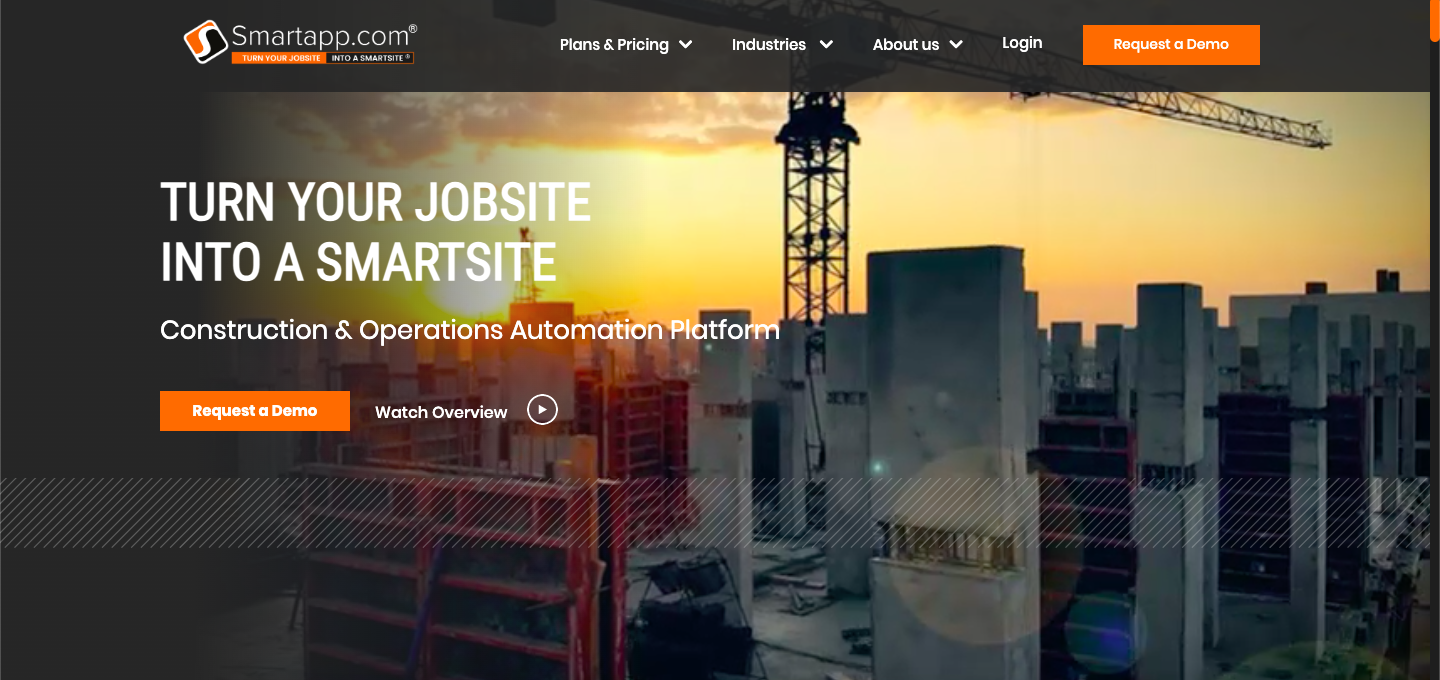 Smartapp.com®
TURN YOUR JOBSITE INTO A SMARTSITE ®
Plans & Pricing
Industries
About us
Login
Request a Demo
TURN YOUR JOBSITE
INTO A SMARTSITE
Construction & Operations Automation Platform
Request a Demo
Watch Overview